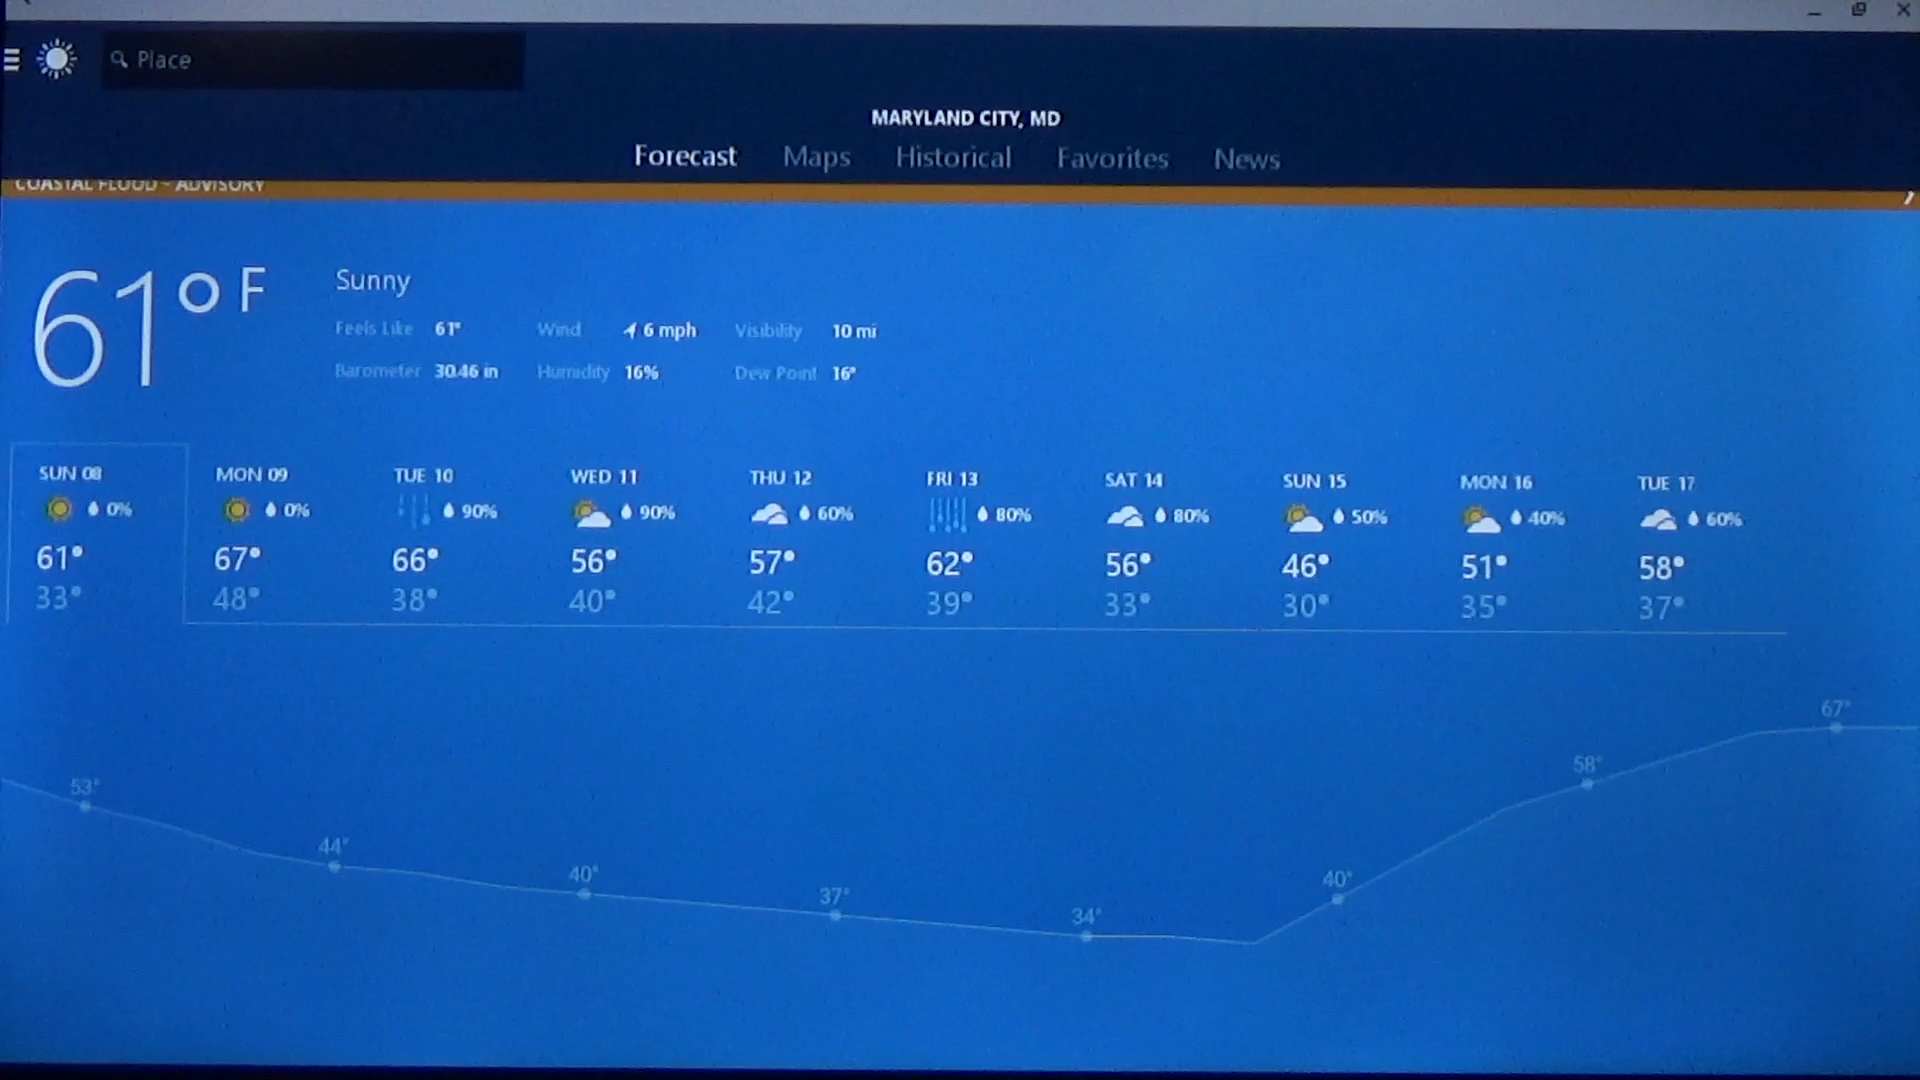 Place
MARYLAND CITY, MD
Forecast Maps Historical Favorites News
COASTAL FLOOD - ADVISORY
61° F
Sunny
Feels Like 61° Wind 6 mph Visibility 10 mi
Barometer 30.46 in Humidity 16% Dew Point 16°
SUN 08 MON 09 TUE 10 WED 11 THU 12 FRI 13 SAT 14 SUN 15 MON 16 TUE 17
0% 0% 90% 90% 60% 80% 80% 50% 40% 60%
61° 67° 66° 56° 57° 62° 56° 46° 51° 58°
33° 48° 38° 40° 42° 39° 33° 30° 35° 37°
53° 44° 40° 37° 34° 40° 58° 67°